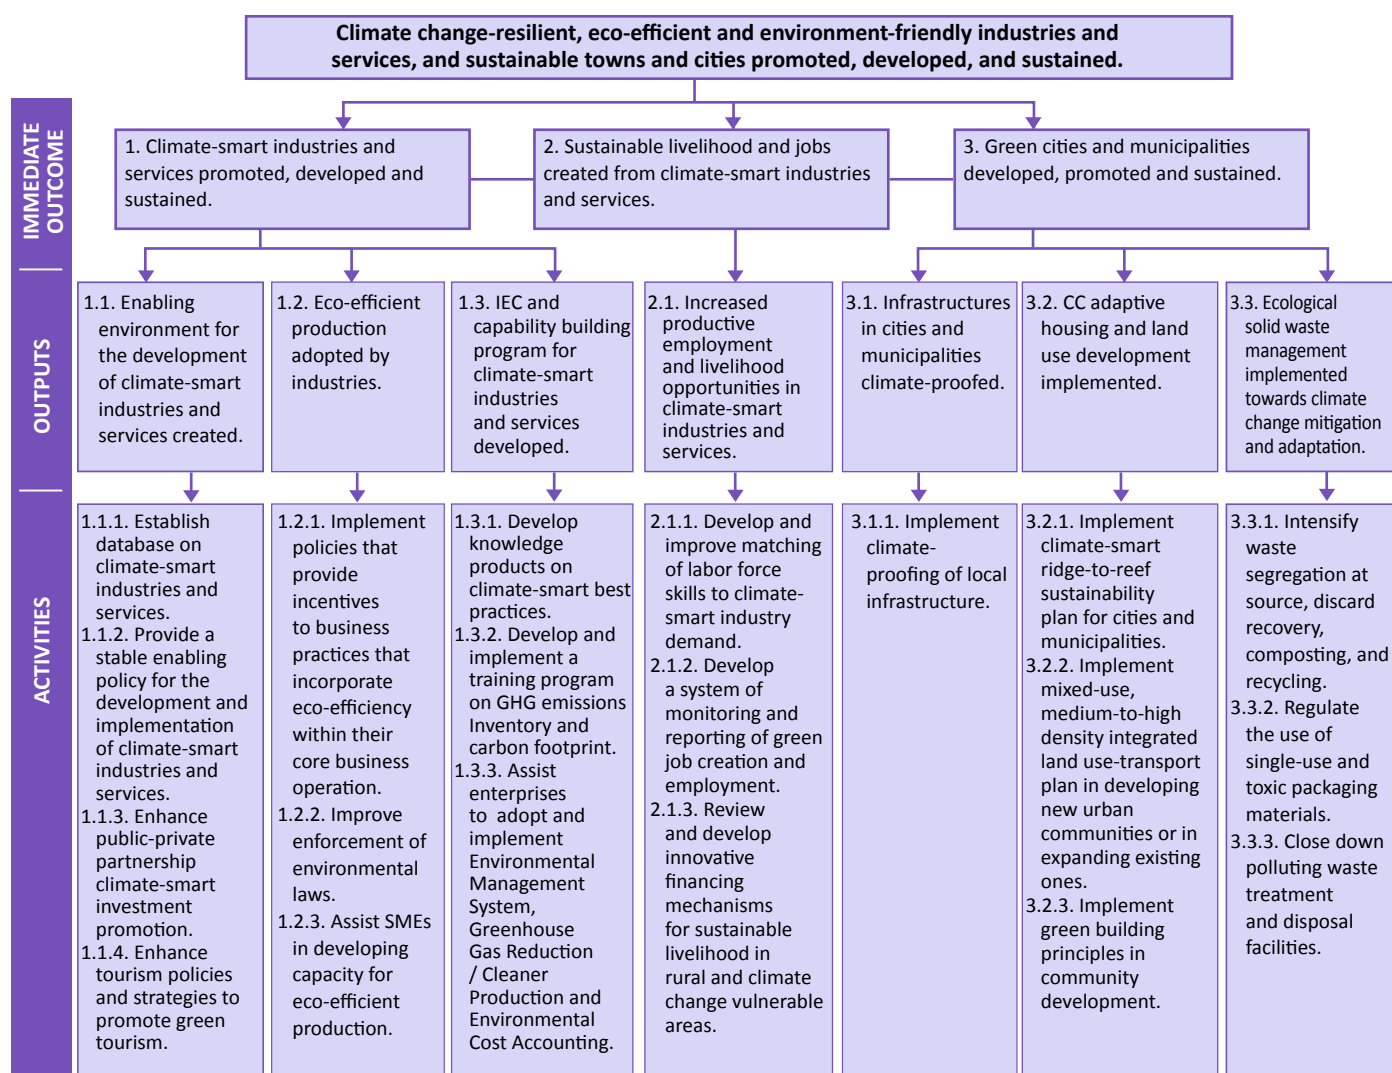 Climate change-resilient, eco-efficient and environment-friendly industries and
services, and sustainable towns and cities promoted, developed, and sustained.
IMMEDIATE
OUTCOME
1. Climate-smart industries and
services promoted, developed and
sustained.
2. Sustainable livelihood and jobs
created from climate-smart industries
and services.
3. Green cities and municipalities
developed, promoted and sustained.
OUTPUTS
1.1. Enabling
environment for
the development
of climate-smart
industries and
services created.
1.2. Eco-efficient
production
adopted by
industries.
1.3. IEC and
capability building
program for
climate-smart
industries
and services
developed.
2.1. Increased
productive
employment
and livelihood
opportunities in
climate-smart
industries and
services.
3.1. Infrastructures
in cities and
municipalities
climate-proofed.
3.2. CC adaptive
housing and land
use development
implemented.
3.3. Ecological
solid waste
management
implemented
towards climate
change mitigation
and adaptation.
ACTIVITIES
1.1.1. Establish
database on
climate-smart
industries and
services.
1.1.2. Provide a
stable enabling
policy for the
development and
implementation
of climate-smart
industries and
services.
1.1.3. Enhance
public-private
partnership
climate-smart
investment
promotion.
1.1.4. Enhance
tourism policies
and strategies to
promote green
tourism.
1.2.1. Implement
policies that
provide
incentives
to business
practices that
incorporate
eco-efficiency
within their
core business
operation.
1.2.2. Improve
enforcement of
environmental
laws.
1.2.3. Assist SMEs
in developing
capacity for
eco-efficient
production.
1.3.1. Develop
knowledge
products on
climate-smart best
practices.
1.3.2. Develop and
implement a
training program
on GHG emissions
Inventory and
carbon footprint.
1.3.3. Assist
enterprises
to adopt and
implement
Environmental
Management
System,
Greenhouse
Gas Reduction
/ Cleaner
Production and
Environmental
Cost Accounting.
2.1.1. Develop and
improve matching
of labor force
skills to climate-
smart industry
demand.
2.1.2. Develop
a system of
monitoring and
reporting of green
job creation and
employment.
2.1.3. Review
and develop
innovative
financing
mechanisms
for sustainable
livelihood in
rural and climate
change vulnerable
areas.
3.1.1. Implement
climate-
proofing of local
infrastructure.
3.2.1. Implement
climate-smart
ridge-to-reef
sustainability
plan for cities and
municipalities.
3.2.2. Implement
mixed-use,
medium-to-high
density integrated
land use-transport
plan in developing
new urban
communities or in
expanding existing
ones.
3.2.3. Implement
green building
principles in
community
development.
3.3.1. Intensify
waste
segregation at
source, discard
recovery,
composting, and
recycling.
3.3.2. Regulate
the use of
single-use and
toxic packaging
materials.
3.3.3. Close down
polluting waste
treatment
and disposal
facilities.